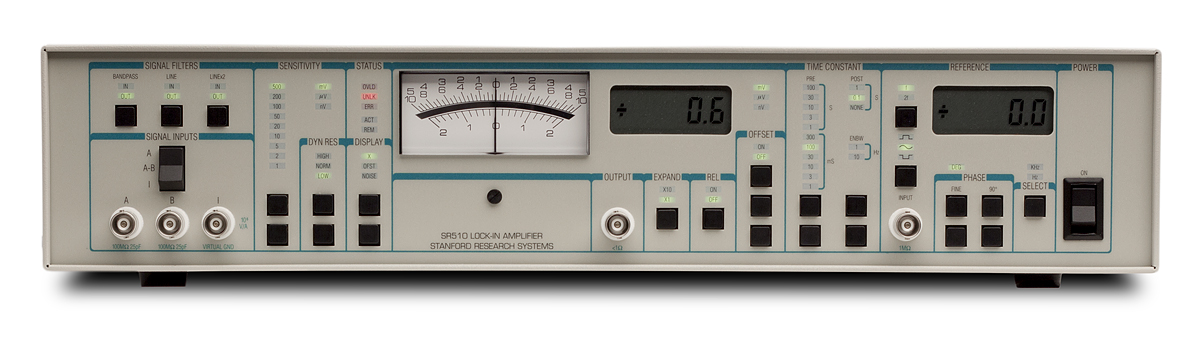 SIGNAL FILTERS
BANDPASS LINE LINEx2
IN IN IN
OUT OUT OUT
SIGNAL INPUTS
A
A-B
I
A B I
100MΩ 25pF 100MΩ 25pF VIRTUAL GND
V/A
SENSITIVITY
500 mV
200 μV
100 nV
50
20
10
5
2
1
DYN RES
HIGH
NORM
LOW
STATUS
OVLD
UNLK
ERR
ACT
REM
DISPLAY
X
OFST
NOISE
10 8 6 4 2 0 2 4 6 8 10
5 4 3 2 1 0 1 2 3 4 5
2 1 0 1 2
SR510 LOCK-IN AMPLIFIER
STANFORD RESEARCH SYSTEMS
0.6
mV
μV
nV
OUTPUT
<1Ω
EXPAND
X10
X1
REL
ON
OFF
OFFSET
ON
OFF
TIME CONSTANT
PRE POST
100 1
30 0.1 S
10 NONE
3 S
1
300 ENBW
100 1
30 10 Hz
10 mS
3
1
REFERENCE
f
2f
INPUT
1MΩ
0.0
DEG
KHz
Hz
PHASE
FINE 90°
SELECT
POWER
ON